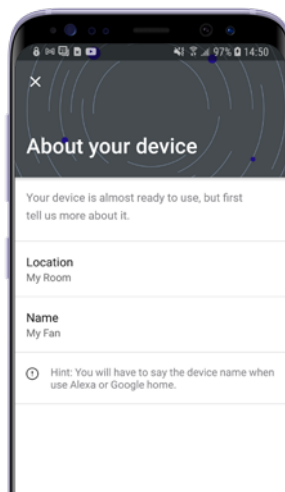 97% 14:50
About your device
Your device is almost ready to use, but first
tell us more about it.
Location
My Room
Name
My Fan
Hint: You will have to say the device name when
use Alexa or Google home.